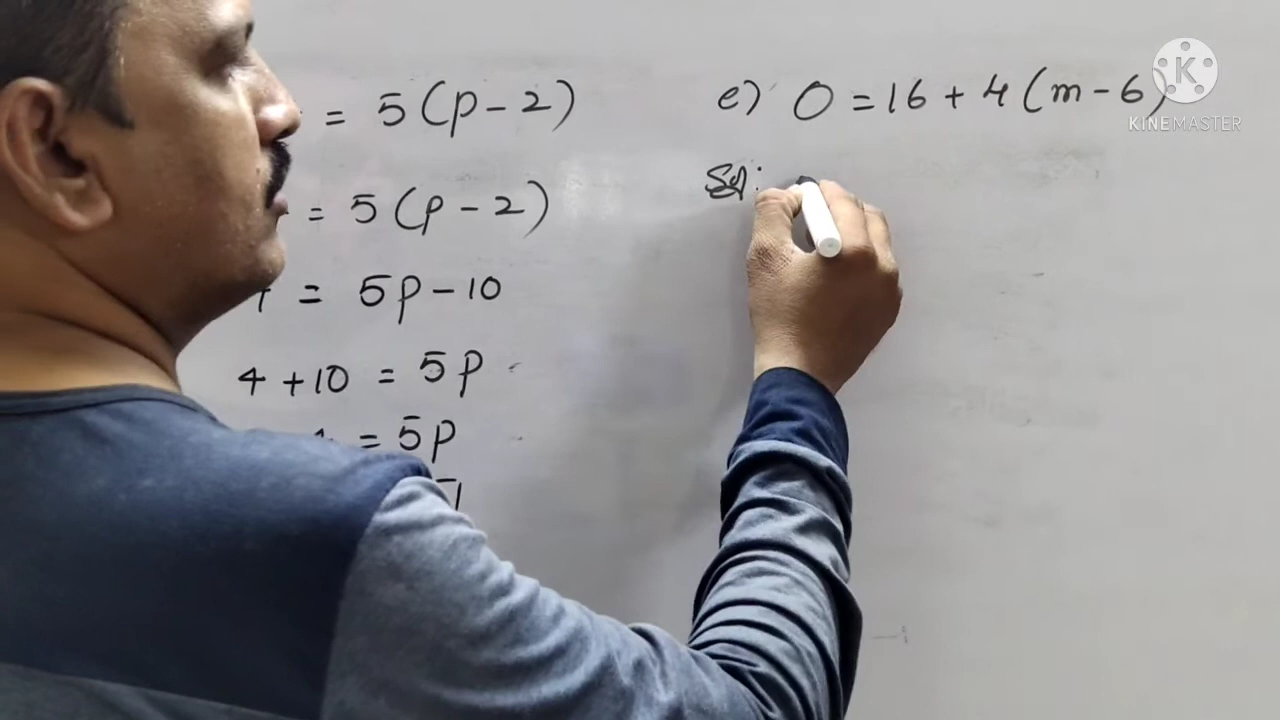 = 5(p-2)
= 5(p-2)
= 5p-10
4 +10 = 5p
= 5p
e) 0 = 16 + 4(m-6)
Sol:
K
KINEMASTER